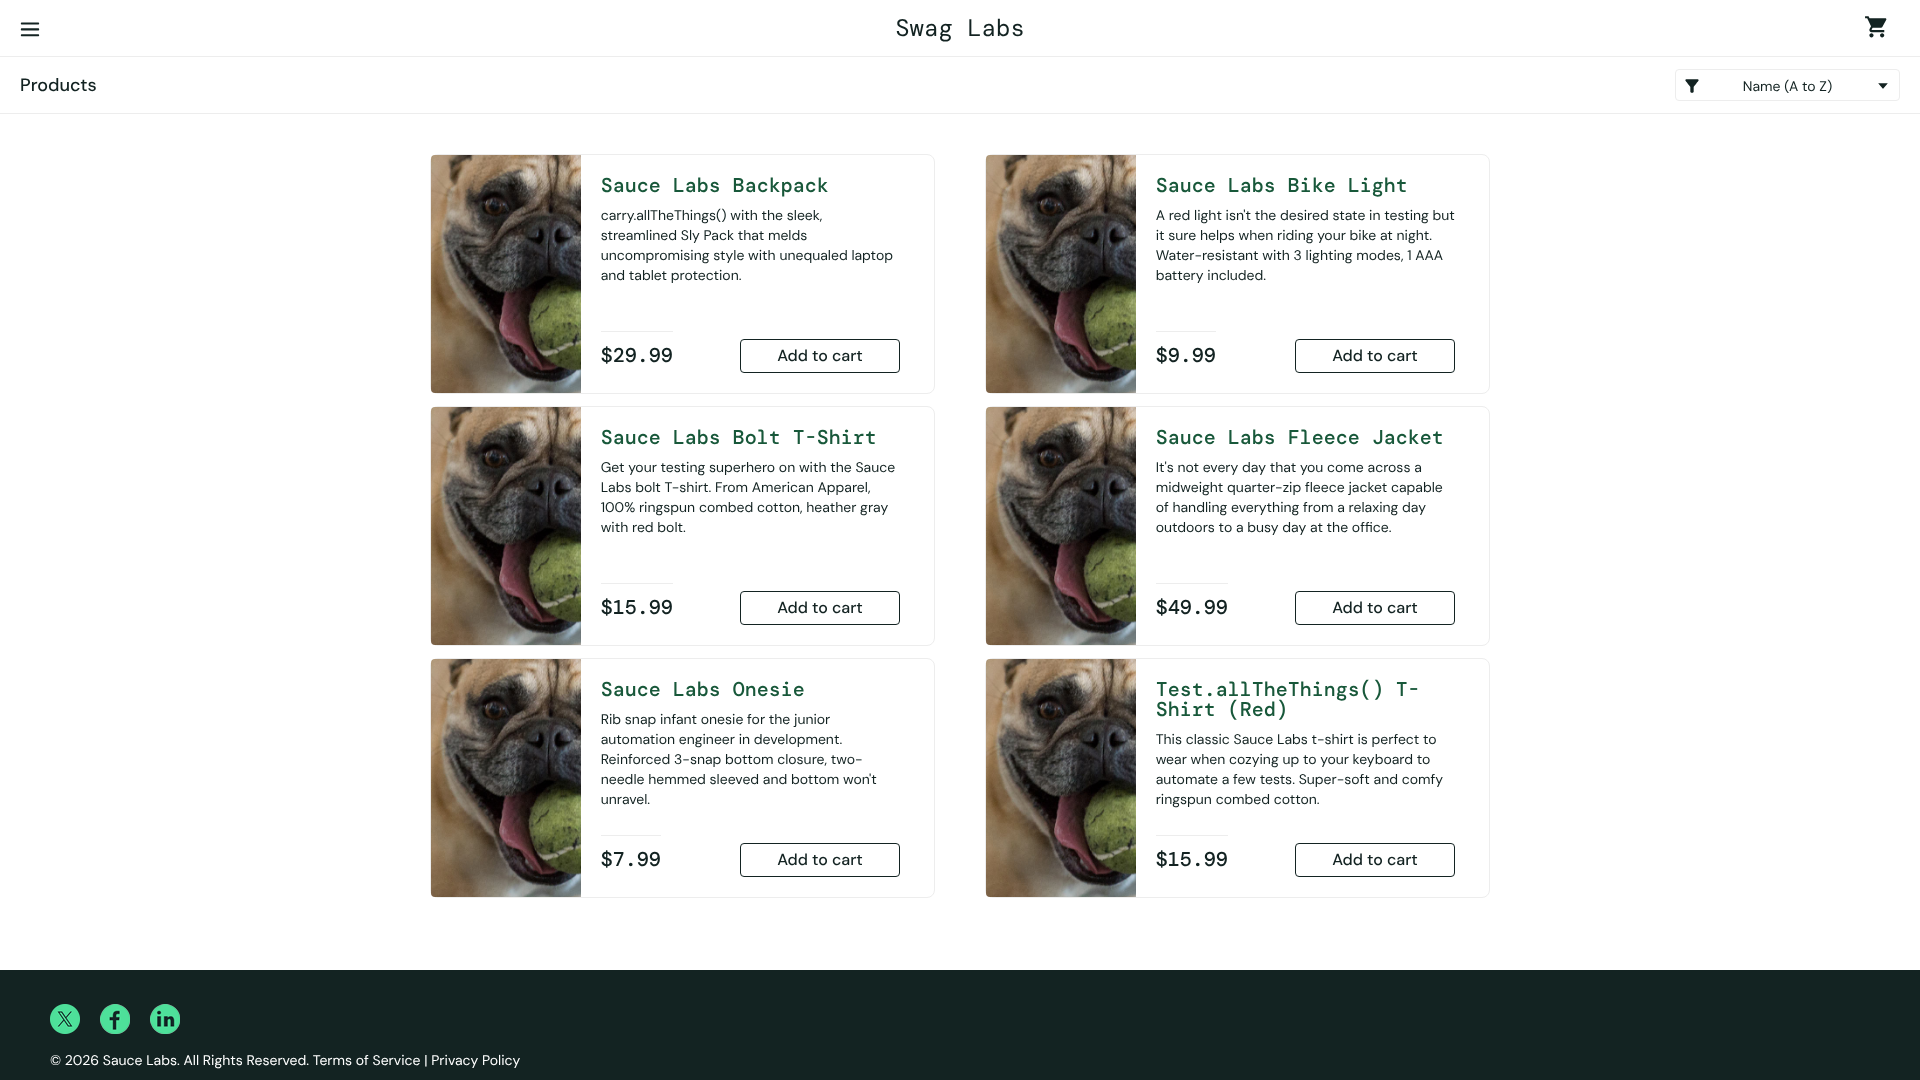 Swag Labs
Products
Name (A to Z)
Sauce Labs Backpack
carry.allTheThings() with the sleek,
streamlined Sly Pack that melds
uncompromising style with unequaled laptop
and tablet protection.
$29.99
Add to cart
Sauce Labs Bike Light
A red light isn't the desired state in testing but
it sure helps when riding your bike at night.
Water-resistant with 3 lighting modes, 1 AAA
battery included.
$9.99
Add to cart
Sauce Labs Bolt T-Shirt
Get your testing superhero on with the Sauce
Labs bolt T-shirt. From American Apparel,
100% ringspun combed cotton, heather gray
with red bolt.
$15.99
Add to cart
Sauce Labs Fleece Jacket
It's not every day that you come across a
midweight quarter-zip fleece jacket capable
of handling everything from a relaxing day
outdoors to a busy day at the office.
$49.99
Add to cart
Sauce Labs Onesie
Rib snap infant onesie for the junior
automation engineer in development.
Reinforced 3-snap bottom closure, two-
needle hemmed sleeved and bottom won't
unravel.
$7.99
Add to cart
Test.allTheThings() T-
Shirt (Red)
This classic Sauce Labs t-shirt is perfect to
wear when cozying up to your keyboard to
automate a few tests. Super-soft and comfy
ringspun combed cotton.
$15.99
Add to cart
© 2026 Sauce Labs. All Rights Reserved. Terms of Service | Privacy Policy